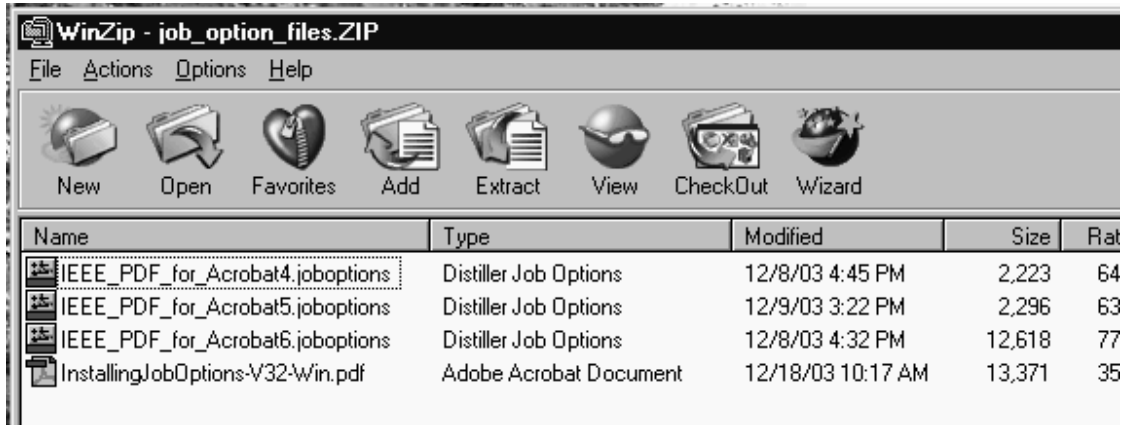 WinZip - job_option_files.ZIP
File Actions Options Help
New Open Favorites Add Extract View CheckOut Wizard
Name Type Modified Size Rat
IEEE_PDF_for_Acrobat4.joboptions Distiller Job Options 12/8/03 4:45 PM 2,223 64
IEEE_PDF_for_Acrobat5.joboptions Distiller Job Options 12/9/03 3:22 PM 2,296 63
IEEE_PDF_for_Acrobat6.joboptions Distiller Job Options 12/8/03 4:32 PM 12,618 77
InstallingJobOptions-V32-Win.pdf Adobe Acrobat Document 12/18/03 10:17 AM 13,371 35